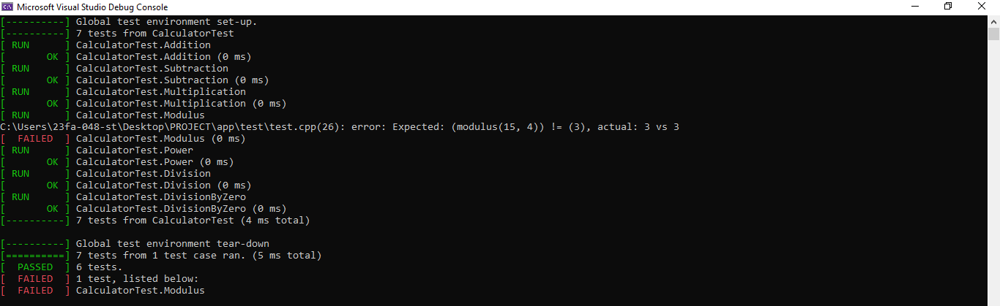 Microsoft Visual Studio Debug Console
[----------] Global test environment set-up.
[----------] 7 tests from CalculatorTest
[ RUN      ] CalculatorTest.Addition
[       OK ] CalculatorTest.Addition (0 ms)
[ RUN      ] CalculatorTest.Subtraction
[       OK ] CalculatorTest.Subtraction (0 ms)
[ RUN      ] CalculatorTest.Multiplication
[       OK ] CalculatorTest.Multiplication (0 ms)
[ RUN      ] CalculatorTest.Modulus
C:\Users\23fa-048-st\Desktop\PROJECT\app\test\test.cpp(26): error: Expected: (modulus(15, 4)) != (3), actual: 3 vs 3
[  FAILED  ] CalculatorTest.Modulus (0 ms)
[ RUN      ] CalculatorTest.Power
[       OK ] CalculatorTest.Power (0 ms)
[ RUN      ] CalculatorTest.Division
[       OK ] CalculatorTest.Division (0 ms)
[ RUN      ] CalculatorTest.DivisionByZero
[       OK ] CalculatorTest.DivisionByZero (0 ms)
[----------] 7 tests from CalculatorTest (4 ms total)
[----------] Global test environment tear-down
[==========] 7 tests from 1 test case ran. (5 ms total)
[  PASSED  ] 6 tests.
[  FAILED  ] 1 test, listed below:
[  FAILED  ] CalculatorTest.Modulus